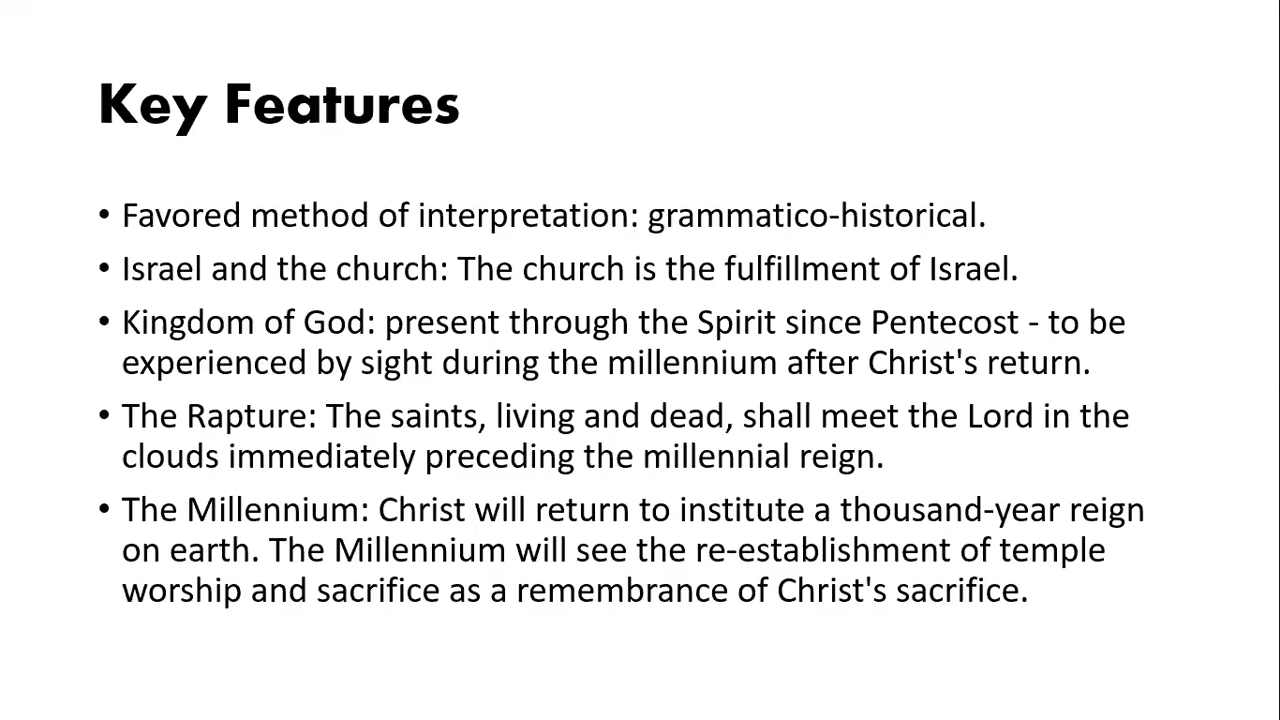 Key Features
• Favored method of interpretation: grammatico-historical.
• Israel and the church: The church is the fulfillment of Israel.
• Kingdom of God: present through the Spirit since Pentecost - to be
experienced by sight during the millennium after Christ's return.
• The Rapture: The saints, living and dead, shall meet the Lord in the
clouds immediately preceding the millennial reign.
• The Millennium: Christ will return to institute a thousand-year reign
on earth. The Millennium will see the re-establishment of temple
worship and sacrifice as a remembrance of Christ's sacrifice.